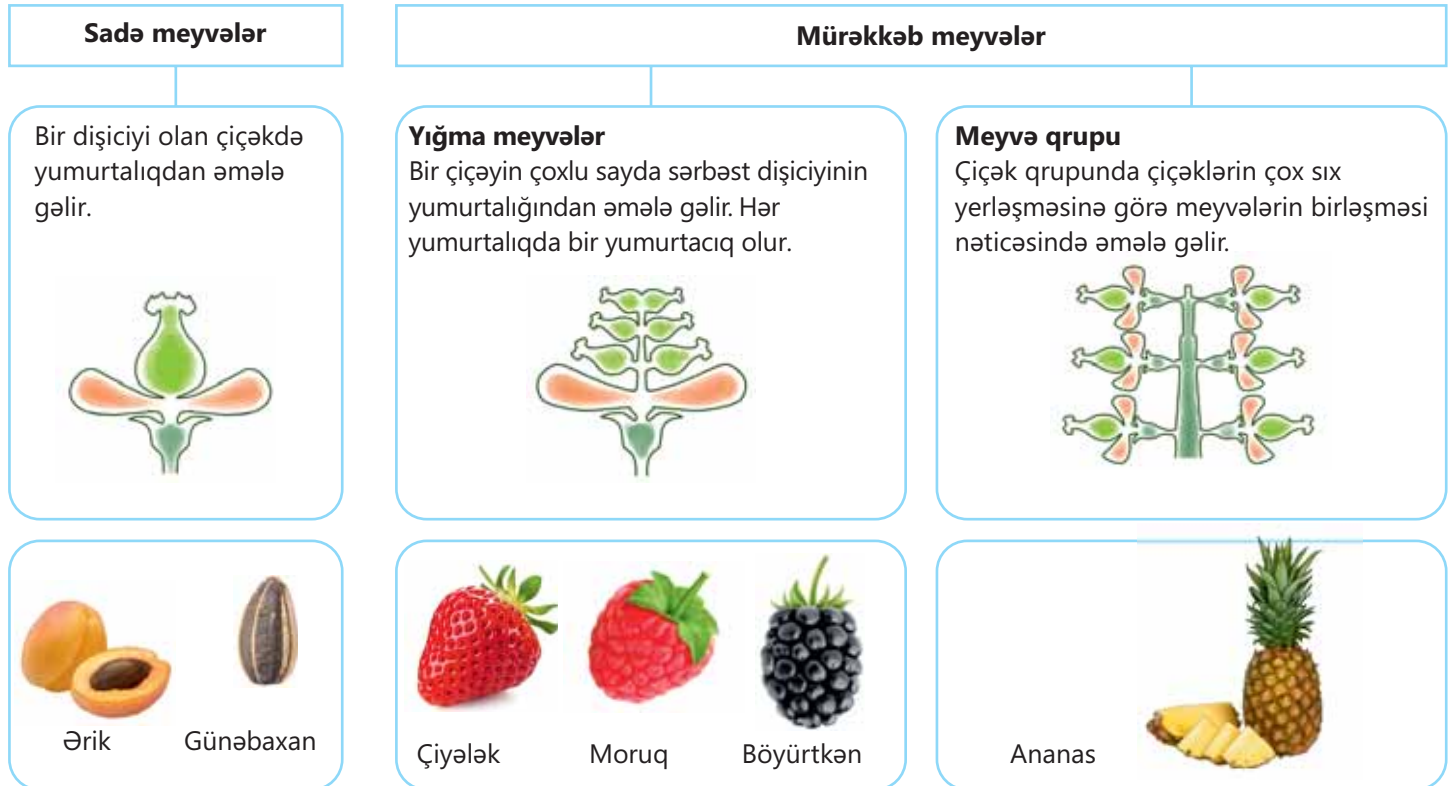 Sadə meyvələr
Mürəkkəb meyvələr
Bir dişiciyi olan çiçəkdə
yumurtalıqdan əmələ
gəlir.
Yığma meyvələr
Bir çiçəyin çoxlu sayda sərbəst dişiciyinin
yumurtalığından əmələ gəlir. Hər
yumurtalıqda bir yumurtacıq olur.
Meyvə qrupu
Çiçək qrupunda çiçəklərin çox sıx
yerləşməsinə görə meyvələrin birləşməsi
nəticəsində əmələ gəlir.
Ərik
Günəbaxan
Çiyələk
Moruq
Böyürtkən
Ananas